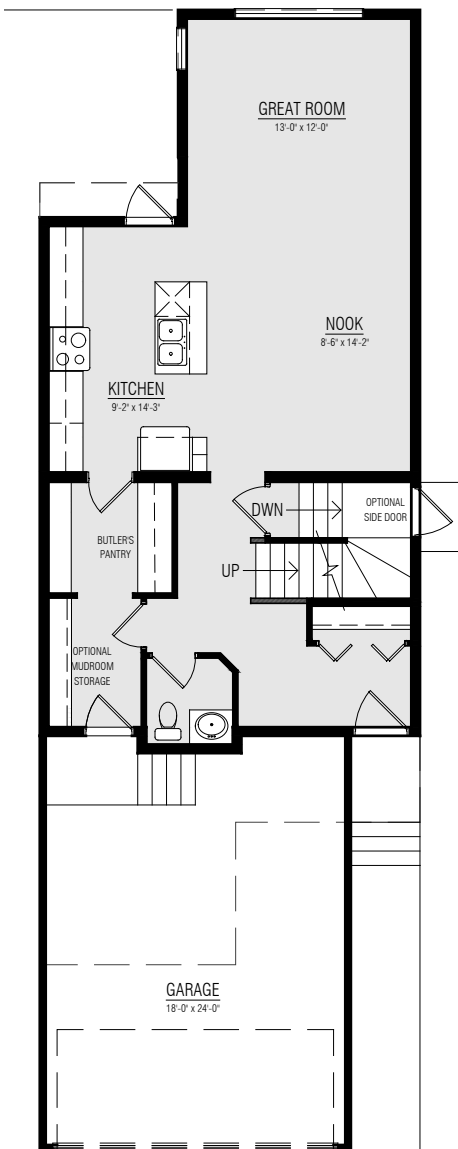 GREAT ROOM
13'-0" x 12'-0"
NOOK
8'-6" x 14'-2"
KITCHEN
9'-2" x 14'-3"
DWN
OPTIONAL
SIDE DOOR
BUTLER'S
PANTRY
UP
OPTIONAL
MUDROOM
STORAGE
GARAGE
18'-0" x 24'-0"